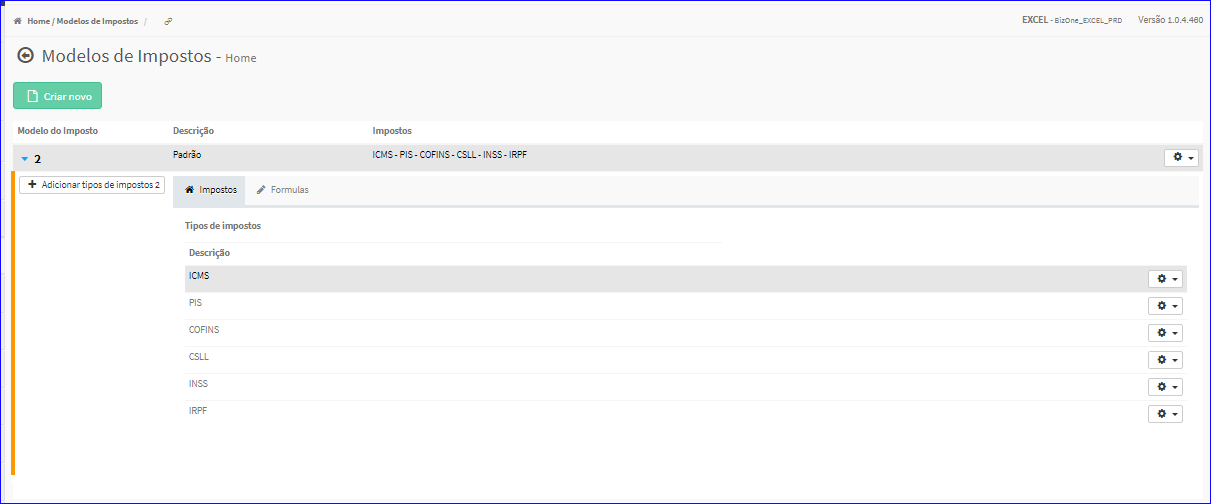 Home / Modelos de Impostos /
EXCEL - BizOne_EXCEL_PRD Versão 1.0.4.460
Modelos de Impostos - Home
Criar novo
Modelo do Imposto Descrição Impostos
2 Padrão ICMS - PIS - COFINS - CSLL - INSS - IRPF
Adicionar tipos de impostos 2
Impostos Formulas
Tipos de impostos
Descrição
ICMS
PIS
COFINS
CSLL
INSS
IRPF